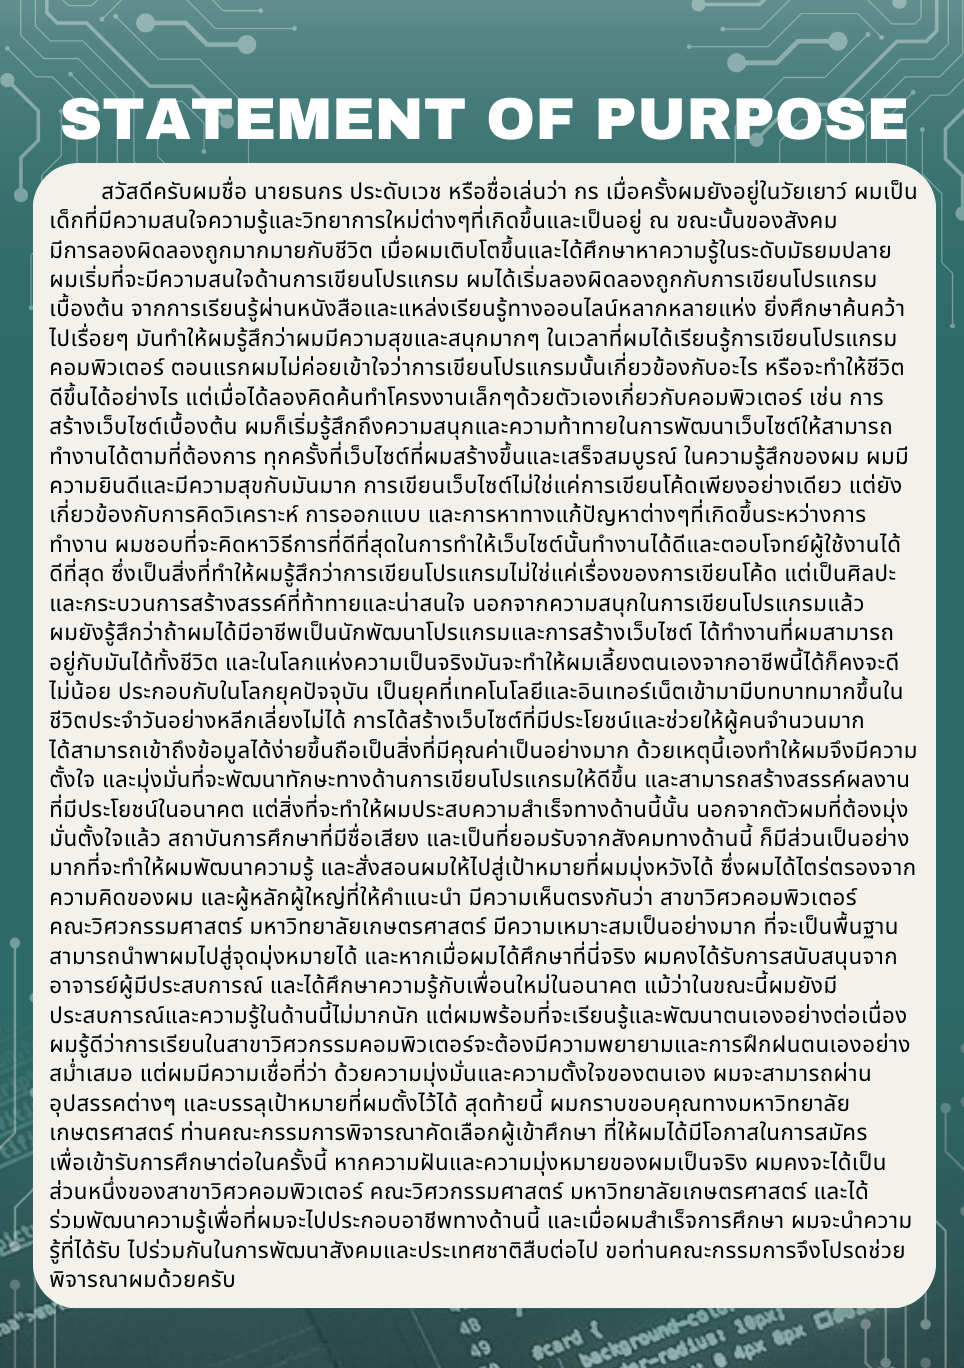 STATEMENT OF PURPOSE
สวัสดีครับผมชื่อ นายธนกร ประดับเวช หรือชื่อเล่นว่า กร เมื่อครั้งผมยังอยู่ในวัยเยาว์ ผมเป็น
เด็กที่มีความสนใจความรู้และวิทยาการใหม่ต่างๆที่เกิดขึ้นและเป็นอยู่ ณ ขณะนั้นของสังคม
มีการลองผิดลองถูกมากมายกับชีวิต เมื่อผมเติบโตขึ้นและได้ศึกษาหาความรู้ในระดับมัธยมปลาย
ผมเริ่มที่จะมีความสนใจด้านการเขียนโปรแกรม ผมได้เริ่มลองผิดลองถูกกับการเขียนโปรแกรม
เบื้องต้น จากการเรียนรู้ผ่านหนังสือและแหล่งเรียนรู้ทางออนไลน์หลากหลายแห่ง ยิ่งศึกษาค้นคว้า
ไปเรื่อยๆ มันทำให้ผมรู้สึกว่าผมมีความสุขและสนุกมากๆ ในเวลาที่ผมได้เรียนรู้การเขียนโปรแกรม
คอมพิวเตอร์ ตอนแรกผมไม่ค่อยเข้าใจว่าการเขียนโปรแกรมนั้นเกี่ยวข้องกับอะไร หรือจะทำให้ชีวิต
ดีขึ้นได้อย่างไร แต่เมื่อได้ลองคิดค้นทำโครงงานเล็กๆด้วยตัวเองเกี่ยวกับคอมพิวเตอร์ เช่น การ
สร้างเว็บไซต์เบื้องต้น ผมก็เริ่มรู้สึกถึงความสนุกและความท้าทายในการพัฒนาเว็บไซต์ให้สามารถ
ทำงานได้ตามที่ต้องการ ทุกครั้งที่เว็บไซต์ที่ผมสร้างขึ้นและเสร็จสมบูรณ์ ในความรู้สึกของผม ผมมี
ความยินดีและมีความสุขกับมันมาก การเขียนเว็บไซต์ไม่ใช่แค่การเขียนโค้ดเพียงอย่างเดียว แต่ยัง
เกี่ยวข้องกับการคิดวิเคราะห์ การออกแบบ และการหาทางแก้ปัญหาต่างๆที่เกิดขึ้นระหว่างการ
ทำงาน ผมชอบที่จะคิดหาวิธีการที่ดีที่สุดในการทำให้เว็บไซต์นั้นทำงานได้ดีและตอบโจทย์ผู้ใช้งานได้
ดีที่สุด ซึ่งเป็นสิ่งที่ทำให้ผมรู้สึกว่าการเขียนโปรแกรมไม่ใช่แค่เรื่องของการเขียนโค้ด แต่เป็นศิลปะ
และกระบวนการสร้างสรรค์ที่ท้าทายและน่าสนใจ นอกจากความสนุกในการเขียนโปรแกรมแล้ว
ผมยังรู้สึกว่าถ้าผมได้มีอาชีพเป็นนักพัฒนาโปรแกรมและการสร้างเว็บไซต์ ได้ทำงานที่ผมสามารถ
อยู่กับมันได้ทั้งชีวิต และในโลกแห่งความเป็นจริงมันจะทำให้ผมเลี้ยงตนเองจากอาชีพนี้ได้ก็คงจะดี
ไม่น้อย ประกอบกับในโลกยุคปัจจุบัน เป็นยุคที่เทคโนโลยีและอินเทอร์เน็ตเข้ามามีบทบาทมากขึ้นใน
ชีวิตประจำวันอย่างหลีกเลี่ยงไม่ได้ การได้สร้างเว็บไซต์ที่มีประโยชน์และช่วยให้ผู้คนจำนวนมาก
ได้สามารถเข้าถึงข้อมูลได้ง่ายขึ้นถือเป็นสิ่งที่มีคุณค่าเป็นอย่างมาก ด้วยเหตุนี้เองทำให้ผมจึงมีความ
ตั้งใจ และมุ่งมั่นที่จะพัฒนาทักษะทางด้านการเขียนโปรแกรมให้ดีขึ้น และสามารถสร้างสรรค์ผลงาน
ที่มีประโยชน์ในอนาคต แต่สิ่งที่จะทำให้ผมประสบความสำเร็จทางด้านนี้นั้น นอกจากตัวผมที่ต้องมุ่ง
มั่นตั้งใจแล้ว สถาบันการศึกษาที่มีชื่อเสียง และเป็นที่ยอมรับจากสังคมทางด้านนี้ ก็มีส่วนเป็นอย่าง
มากที่จะทำให้ผมพัฒนาความรู้ และสั่งสอนผมให้ไปสู่เป้าหมายที่ผมมุ่งหวังได้ ซึ่งผมได้ไตร่ตรองจาก
ความคิดของผม และผู้หลักผู้ใหญ่ที่ให้คำแนะนำ มีความเห็นตรงกันว่า สาขาวิศวคอมพิวเตอร์
คณะวิศวกรรมศาสตร์ มหาวิทยาลัยเกษตรศาสตร์ มีความเหมาะสมเป็นอย่างมาก ที่จะเป็นพื้นฐาน
สามารถนำพาผมไปสู่จุดมุ่งหมายได้ และหากเมื่อผมได้ศึกษาที่นี่จริง ผมคงได้รับการสนับสนุนจาก
อาจารย์ผู้มีประสบการณ์ และได้ศึกษาความรู้กับเพื่อนใหม่ในอนาคต แม้ว่าในขณะนี้ผมยังมี
ประสบการณ์และความรู้ในด้านนี้ไม่มากนัก แต่ผมพร้อมที่จะเรียนรู้และพัฒนาตนเองอย่างต่อเนื่อง
ผมรู้ดีว่าการเรียนในสาขาวิศวกรรมคอมพิวเตอร์จะต้องมีความพยายามและการฝึกฝนตนเองอย่าง
สม่ำเสมอ แต่ผมมีความเชื่อที่ว่า ด้วยความมุ่งมั่นและความตั้งใจของตนเอง ผมจะสามารถผ่าน
อุปสรรคต่างๆ และบรรลุเป้าหมายที่ผมตั้งไว้ได้ สุดท้ายนี้ ผมกราบขอบคุณทางมหาวิทยาลัย
เกษตรศาสตร์ ท่านคณะกรรมการพิจารณาคัดเลือกผู้เข้าศึกษา ที่ให้ผมได้มีโอกาสในการสมัคร
เพื่อเข้ารับการศึกษาต่อในครั้งนี้ หากความฝันและความมุ่งหมายของผมเป็นจริง ผมคงจะได้เป็น
ส่วนหนึ่งของสาขาวิศวคอมพิวเตอร์ คณะวิศวกรรมศาสตร์ มหาวิทยาลัยเกษตรศาสตร์ และได้
ร่วมพัฒนาความรู้เพื่อที่ผมจะไปประกอบอาชีพทางด้านนี้ และเมื่อผมสำเร็จการศึกษา ผมจะนำความ
รู้ที่ได้รับ ไปร่วมกันในการพัฒนาสังคมและประเทศชาติสืบต่อไป ขอท่านคณะกรรมการจึงโปรดช่วย
พิจารณาผมด้วยครับ
48
49
#card {